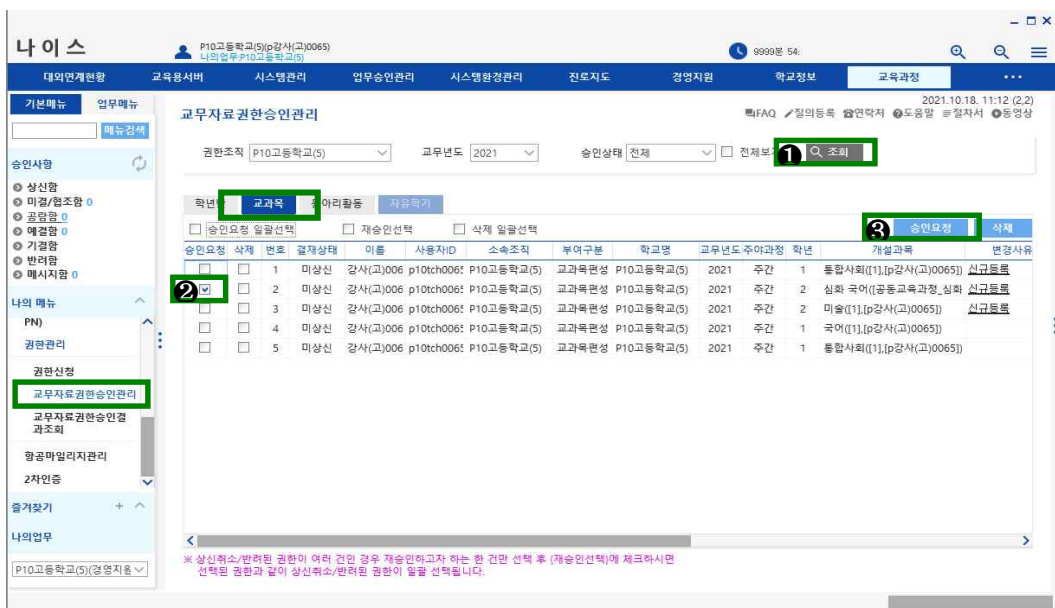 나이스
P10고등학교(5)(p강사(고)0065)
나의업무:P10고등학교(5)
9999분 54:
대외연계현황 교육용서버 시스템관리 업무승인관리 시스템환경관리 진로지도 경영지원 학교정보 교육과정 ...
기본메뉴 업무메뉴
메뉴검색
2021.10.18. 11:12 (2,2)
교무자료권한승인관리
FAQ 질의등록 연락처 도움말 절차서 동영상
권한조직 P10고등학교(5) 교무년도 2021 승인상태 전체 전체보기 ❶ 조회
승인사항
상신함
미결/협조함 0
공람함 0
예결함 0
기결함
반려함
메시지함 0
나의 메뉴
PN)
권한관리
권한신청
교무자료권한승인관리
교무자료권한승인결
과조회
항공마일리지관리
2차인증
즐겨찾기 +
나의업무
P10고등학교(5)(경영지원
학년반 교과목 동아리활동 자유학기
승인요청 일괄선택 재승인선택 삭제 일괄선택 ❸ 승인요청 삭제
승인요청 삭제 번호 결재상태 이름 사용자ID 소속조직 부여구분 학교명 교무년도 주야과정 학년 개설과목 변경사유
1 미상신 강사(고)006 p10tch0065 P10고등학교(5) 교과목편성 P10고등학교(5) 2021 주간 1 통합사회([1],[p강사(고)0065]) 신규등록
❷ 2 미상신 강사(고)006 p10tch0065 P10고등학교(5) 교과목편성 P10고등학교(5) 2021 주간 2 심화 국어([공동교육과정_심화 신규등록
3 미상신 강사(고)006 p10tch0065 P10고등학교(5) 교과목편성 P10고등학교(5) 2021 주간 2 미술([1],[p강사(고)0065]) 신규등록
4 미상신 강사(고)006 p10tch0065 P10고등학교(5) 교과목편성 P10고등학교(5) 2021 주간 1 국어([1],[p강사(고)0065])
5 미상신 강사(고)006 p10tch0065 P10고등학교(5) 교과목편성 P10고등학교(5) 2021 주간 1 통합사회([1],[p강사(고)0065])
※ 상신취소/반려된 권한이 여러 건인 경우 재승인하고자 하는 한 건만 선택 후 (재승인선택)에 체크하시면
선택된 권한과 같이 상신취소/반려된 권한이 일괄 선택됩니다.